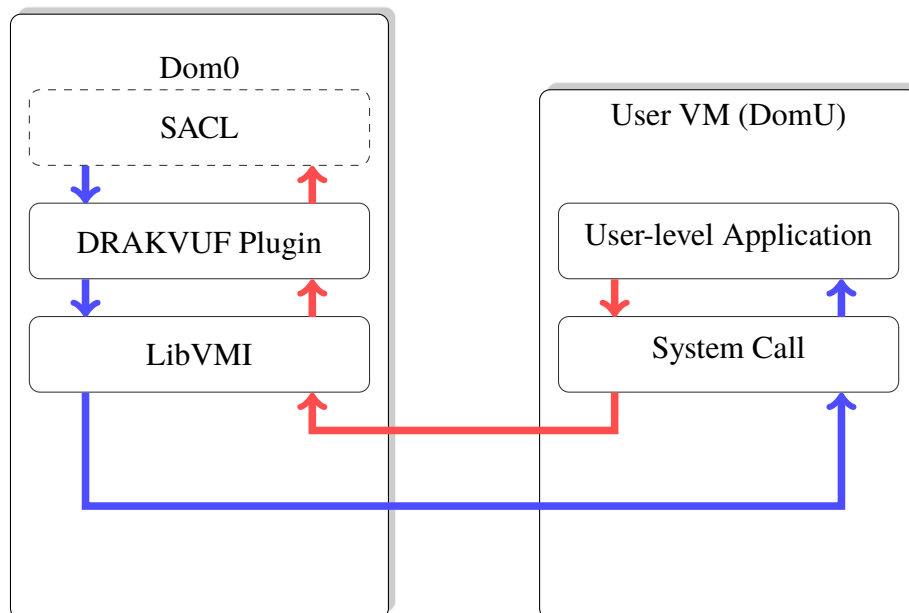 Dom0
SACL
DRAKVUF Plugin
LibVMI
User VM (DomU)
User-level Application
System Call